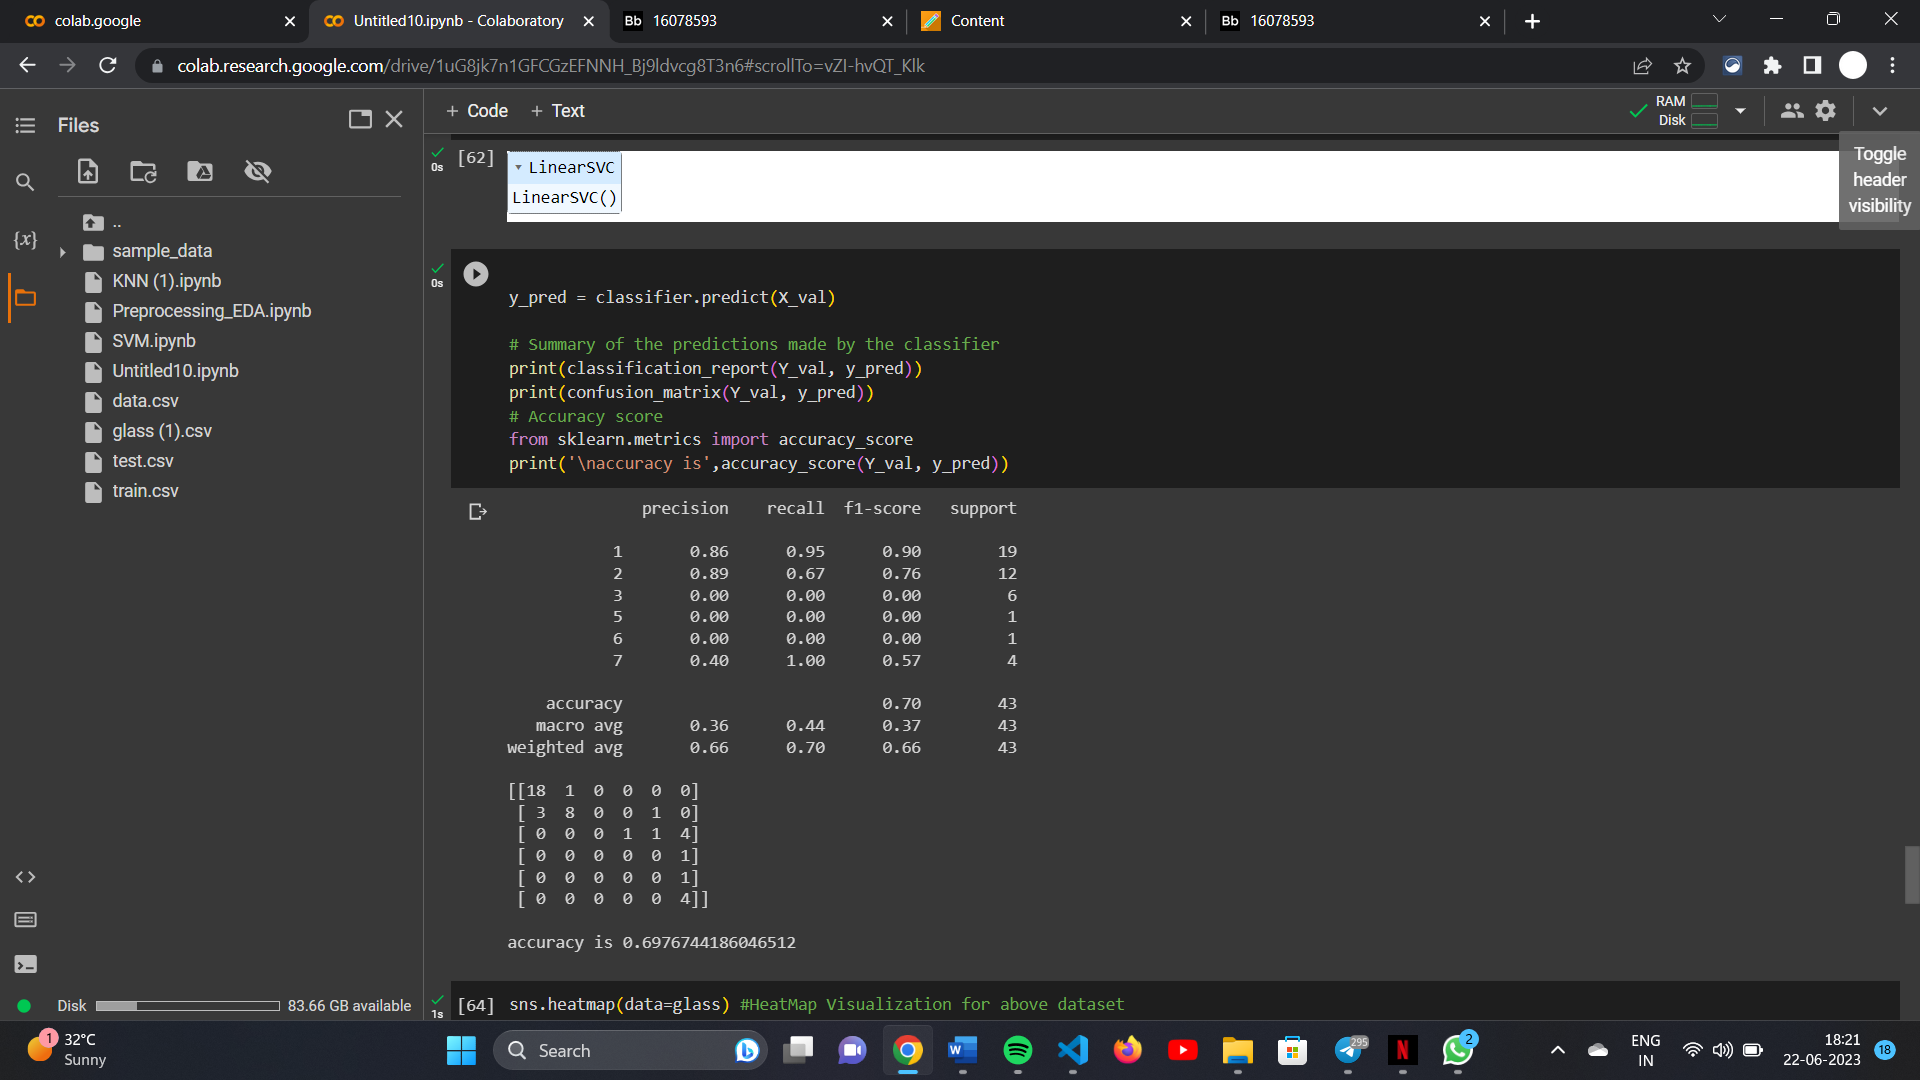 colab.google
Untitled10.ipynb - Colaboratory
Bb 16078593
Content
Bb 16078593
colab.research.google.com/drive/1uG8jk7n1GFCGzEFNNH_Bj9ldvcg8T3n6#scrollTo=vZI-hvQT_Klk
Files
+ Code + Text
RAM
Disk
Toggle header visibility
{x}
..
sample_data
KNN (1).ipynb
Preprocessing_EDA.ipynb
SVM.ipynb
Untitled10.ipynb
data.csv
glass (1).csv
test.csv
train.csv
Disk 83.66 GB available
0s [62] LinearSVC
LinearSVC()
0s
y_pred = classifier.predict(X_val)
# Summary of the predictions made by the classifier
print(classification_report(Y_val, y_pred))
print(confusion_matrix(Y_val, y_pred))
# Accuracy score
from sklearn.metrics import accuracy_score
print('\naccuracy is',accuracy_score(Y_val, y_pred))
precision recall f1-score support
1 0.86 0.95 0.90 19
2 0.89 0.67 0.76 12
3 0.00 0.00 0.00 6
5 0.00 0.00 0.00 1
6 0.00 0.00 0.00 1
7 0.40 1.00 0.57 4
accuracy 0.70 43
macro avg 0.36 0.44 0.37 43
weighted avg 0.66 0.70 0.66 43
[[18 1 0 0 0 0]
[ 3 8 0 0 1 0]
[ 0 0 0 1 1 4]
[ 0 0 0 0 0 1]
[ 0 0 0 0 0 1]
[ 0 0 0 0 0 4]]
accuracy is 0.6976744186046512
1s [64] sns.heatmap(data=glass) #HeatMap Visualization for above dataset
1
32°C
Sunny
Search
295
2
ENG
IN
18:21
22-06-2023
18